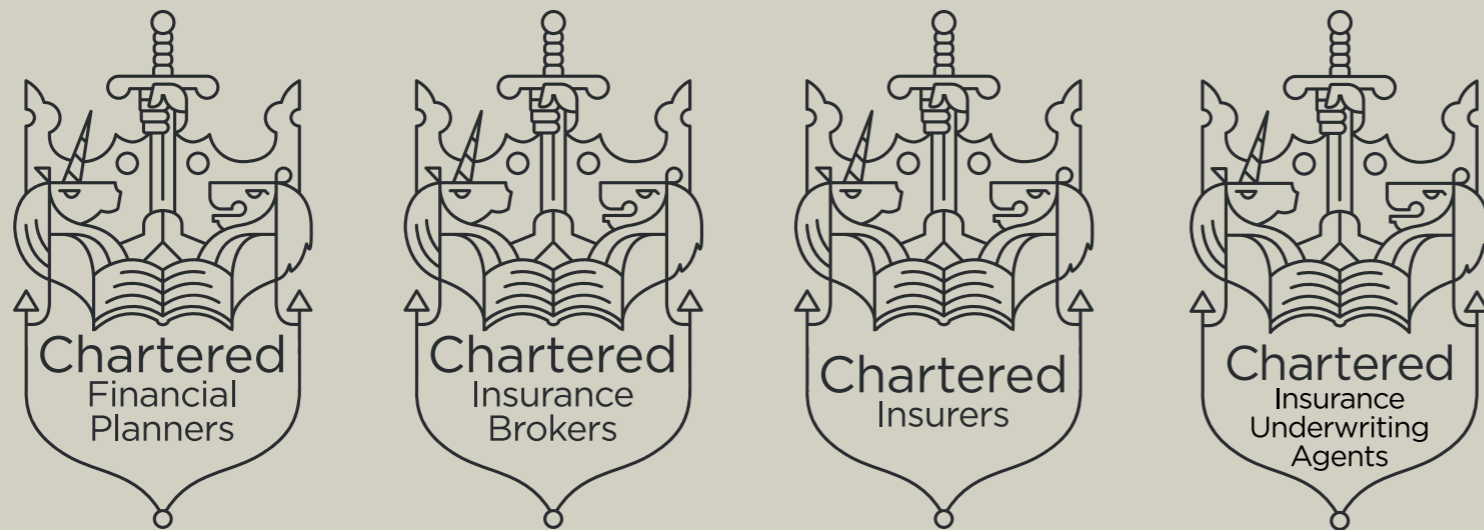 Chartered
Financial
Planners
Chartered
Insurance
Brokers
Chartered
Insurers
Chartered
Insurance
Underwriting
Agents